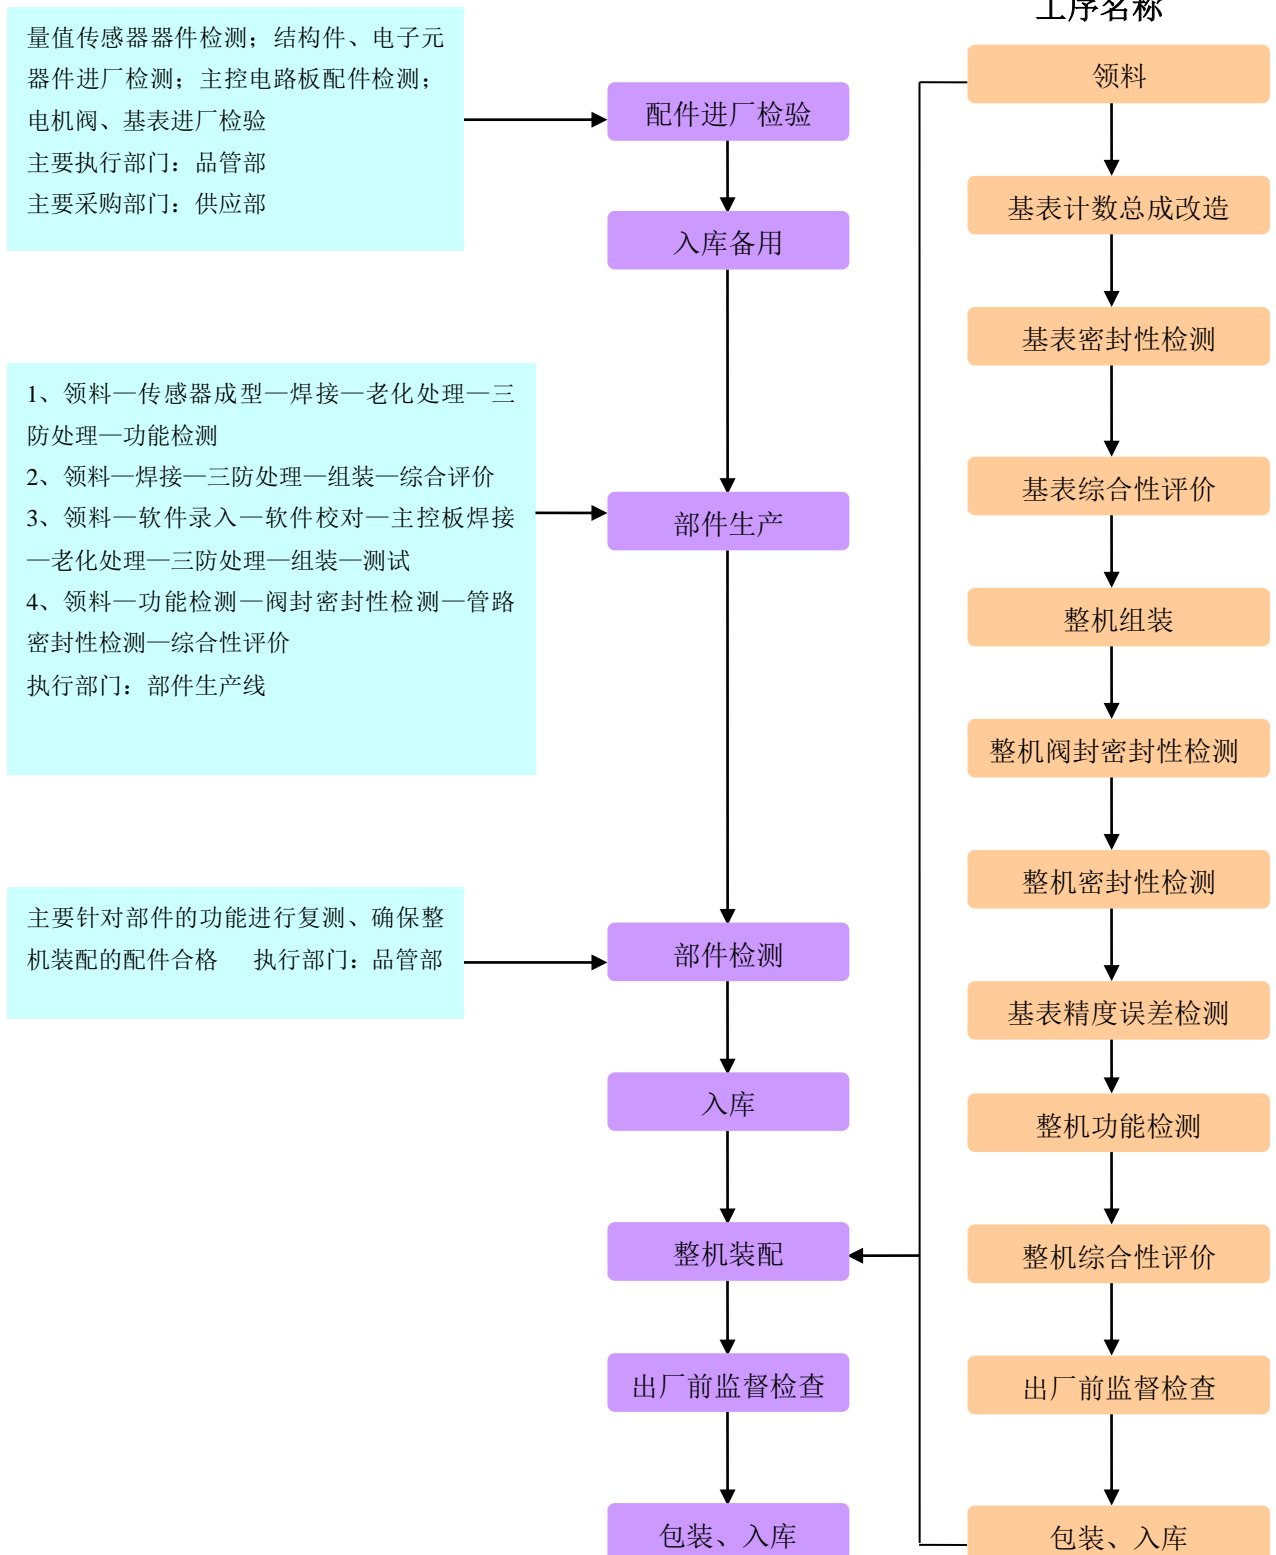 工序名称
量值传感器器件检测；结构件、电子元
器件进厂检测；主控电路板配件检测；
电机阀、基表进厂检验
主要执行部门：品管部
主要采购部门：供应部
1、领料—传感器成型—焊接—老化处理—三
防处理—功能检测
2、领料—焊接—三防处理—组装—综合评价
3、领料—软件录入—软件校对—主控板焊接
—老化处理—三防处理—组装—测试
4、领料—功能检测—阀封密封性检测—管路
密封性检测—综合性评价
执行部门：部件生产线
主要针对部件的功能进行复测、确保整
机装配的配件合格 执行部门：品管部
配件进厂检验
入库备用
部件生产
部件检测
入库
整机装配
出厂前监督检查
包装、入库
领料
基表计数总成改造
基表密封性检测
基表综合性评价
整机组装
整机阀封密封性检测
整机密封性检测
基表精度误差检测
整机功能检测
整机综合性评价
出厂前监督检查
包装、入库